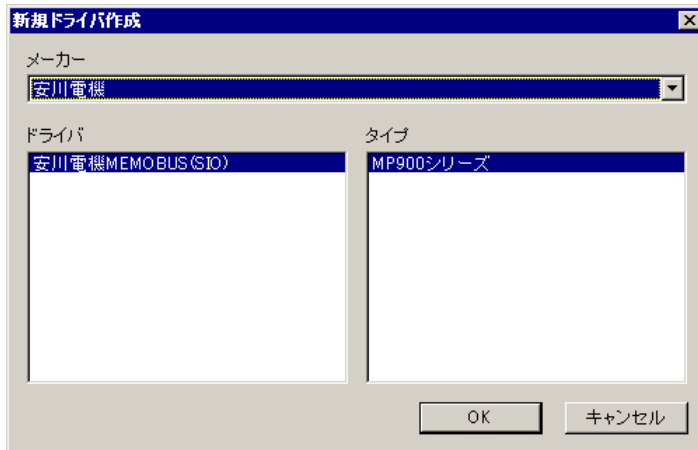 新規ドライバ作成
メーカー
安川電機
ドライバ
タイプ
安川電機MEMOBUS(SIO)
MP900シリーズ
OK
キャンセル